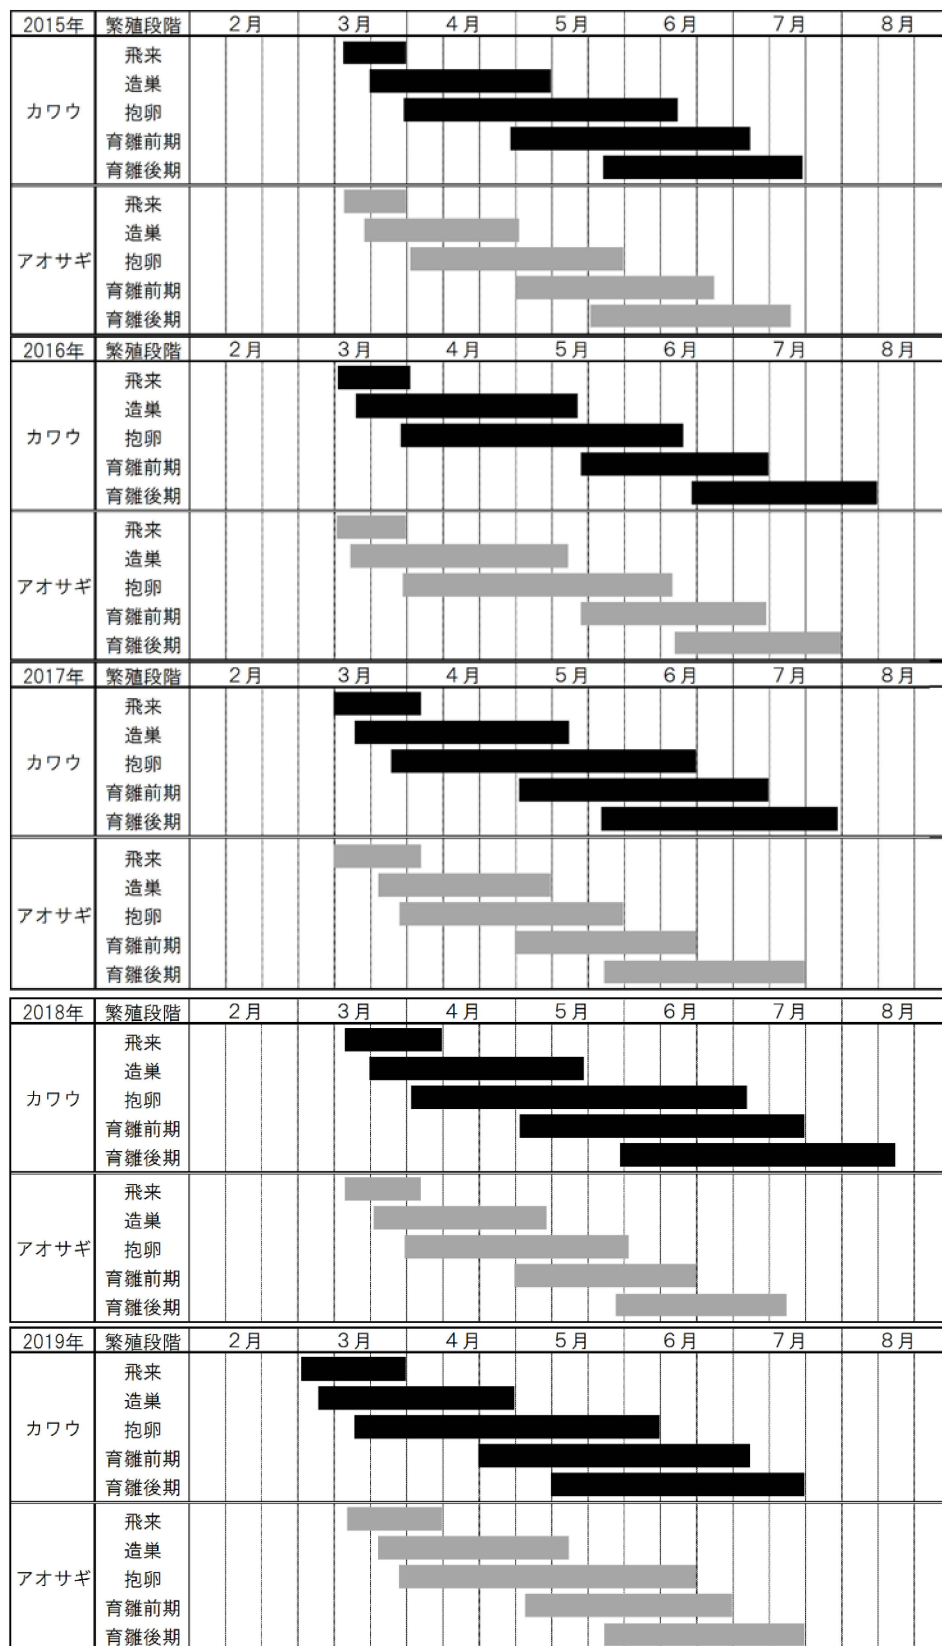 2015年 繁殖段階 2月 3月 4月 5月 6月 7月 8月
飛来
造巣
カワウ 抱卵
育雛前期
育雛後期
飛来
造巣
アオサギ 抱卵
育雛前期
育雛後期
2016年 繁殖段階 2月 3月 4月 5月 6月 7月 8月
飛来
造巣
カワウ 抱卵
育雛前期
育雛後期
飛来
造巣
アオサギ 抱卵
育雛前期
育雛後期
2017年 繁殖段階 2月 3月 4月 5月 6月 7月 8月
飛来
造巣
カワウ 抱卵
育雛前期
育雛後期
飛来
造巣
アオサギ 抱卵
育雛前期
育雛後期
2018年 繁殖段階 2月 3月 4月 5月 6月 7月 8月
飛来
造巣
カワウ 抱卵
育雛前期
育雛後期
飛来
造巣
アオサギ 抱卵
育雛前期
育雛後期
2019年 繁殖段階 2月 3月 4月 5月 6月 7月 8月
飛来
造巣
カワウ 抱卵
育雛前期
育雛後期
飛来
造巣
アオサギ 抱卵
育雛前期
育雛後期